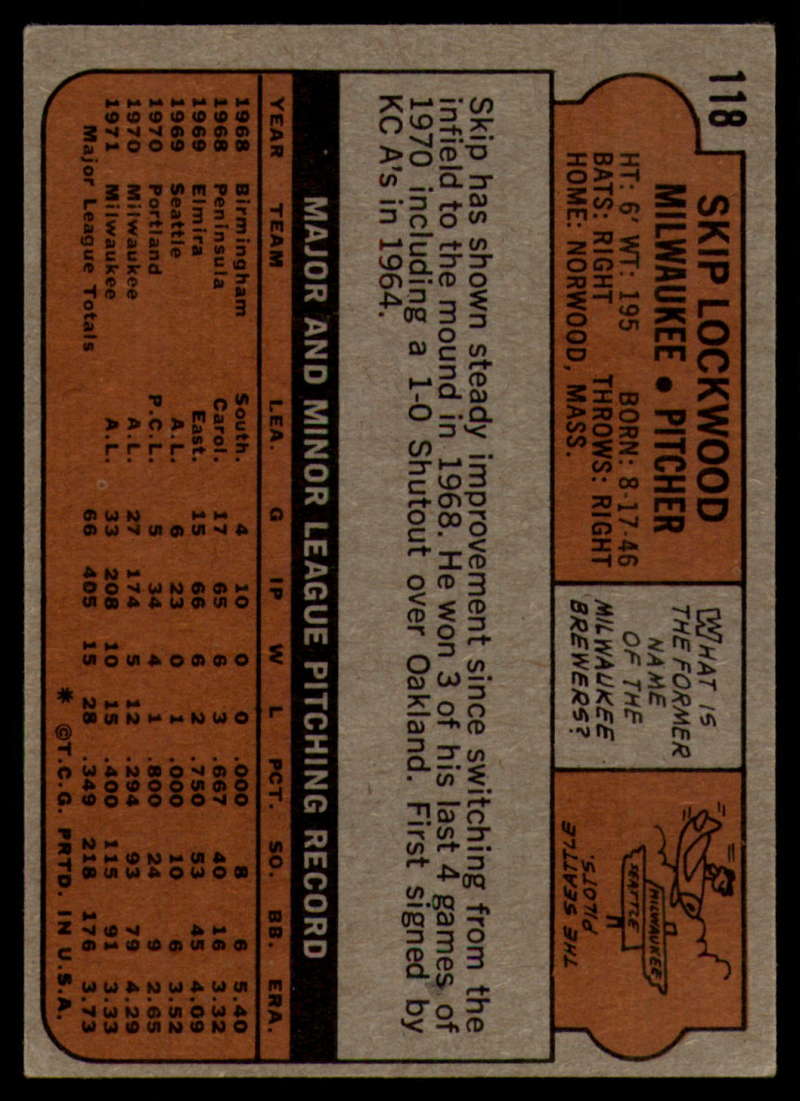 118
SKIP LOCKWOOD
MILWAUKEE • PITCHER
HT: 6' WT: 195 BORN: 8-17-46
BATS: RIGHT THROWS: RIGHT
HOME: NORWOOD, MASS.
WHAT IS
THE FORMER
NAME
OF THE
MILWAUKEE
BREWERS?
MILWAUKEE
SEATTLE
THE SEATTLE
PILOTS.
Skip has shown steady improvement since switching from the
infield to the mound in 1968. He won 3 of his last 4 games of
1970 including a 1-0 Shutout over Oakland. First signed by
KC A's in 1964.
MAJOR AND MINOR LEAGUE PITCHING RECORD
YEAR TEAM LEA. G IP W L PCT. SO. BB. ERA.
1968 Birmingham South. 4 10 0 0 .000 8 6 5.40
1968 Peninsula Carol. 17 65 6 3 .667 40 16 3.32
1969 Elmira East. 15 66 6 2 .750 53 45 4.09
1969 Seattle A.L. 6 23 0 1 .000 10 6 3.52
1970 Portland P.C.L. 5 34 4 1 .800 24 9 2.65
1970 Milwaukee A.L. 27 174 5 12 .294 93 79 4.29
1971 Milwaukee A.L. 33 208 10 15 .400 115 91 3.33
Major League Totals 66 405 15 28 .349 218 176 3.73
* ©T.C.G. PRTD. IN U.S.A.